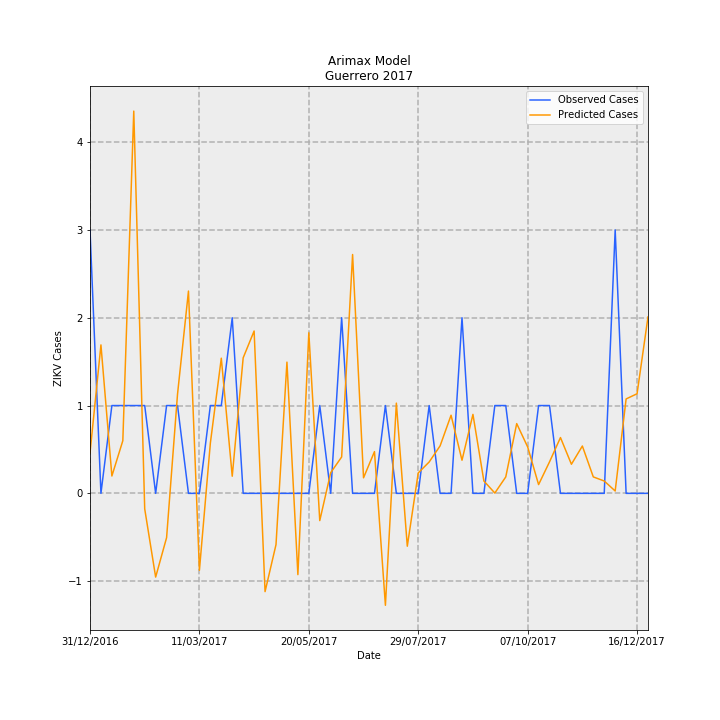 Arimax Model
Guerrero 2017
Observed Cases
Predicted Cases
ZIKV Cases
4
3
2
1
0
−1
31/12/2016 11/03/2017 20/05/2017 29/07/2017 07/10/2017 16/12/2017
Date